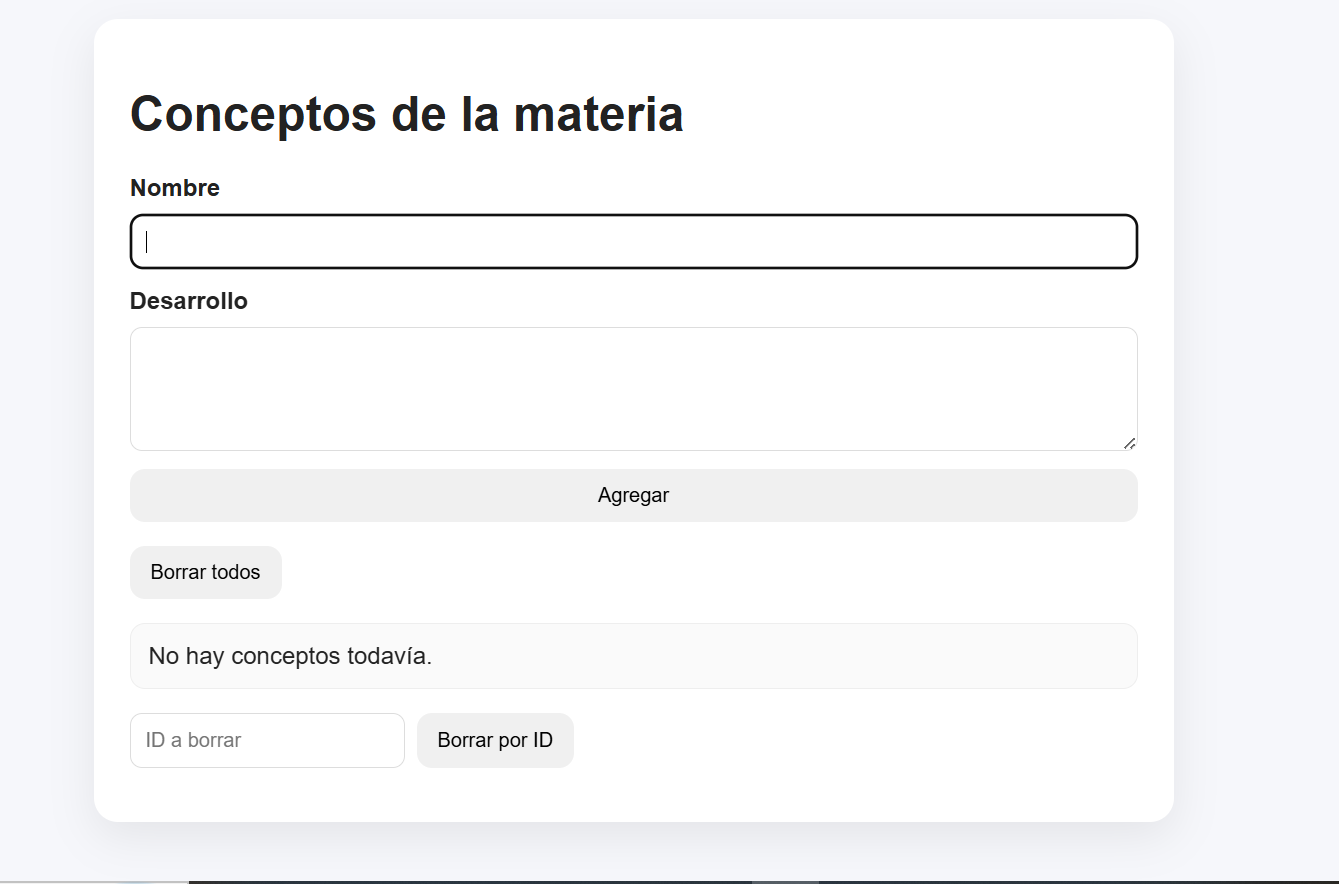 Conceptos de la materia
Nombre
Desarrollo
Agregar
Borrar todos
No hay conceptos todavía.
ID a borrar
Borrar por ID